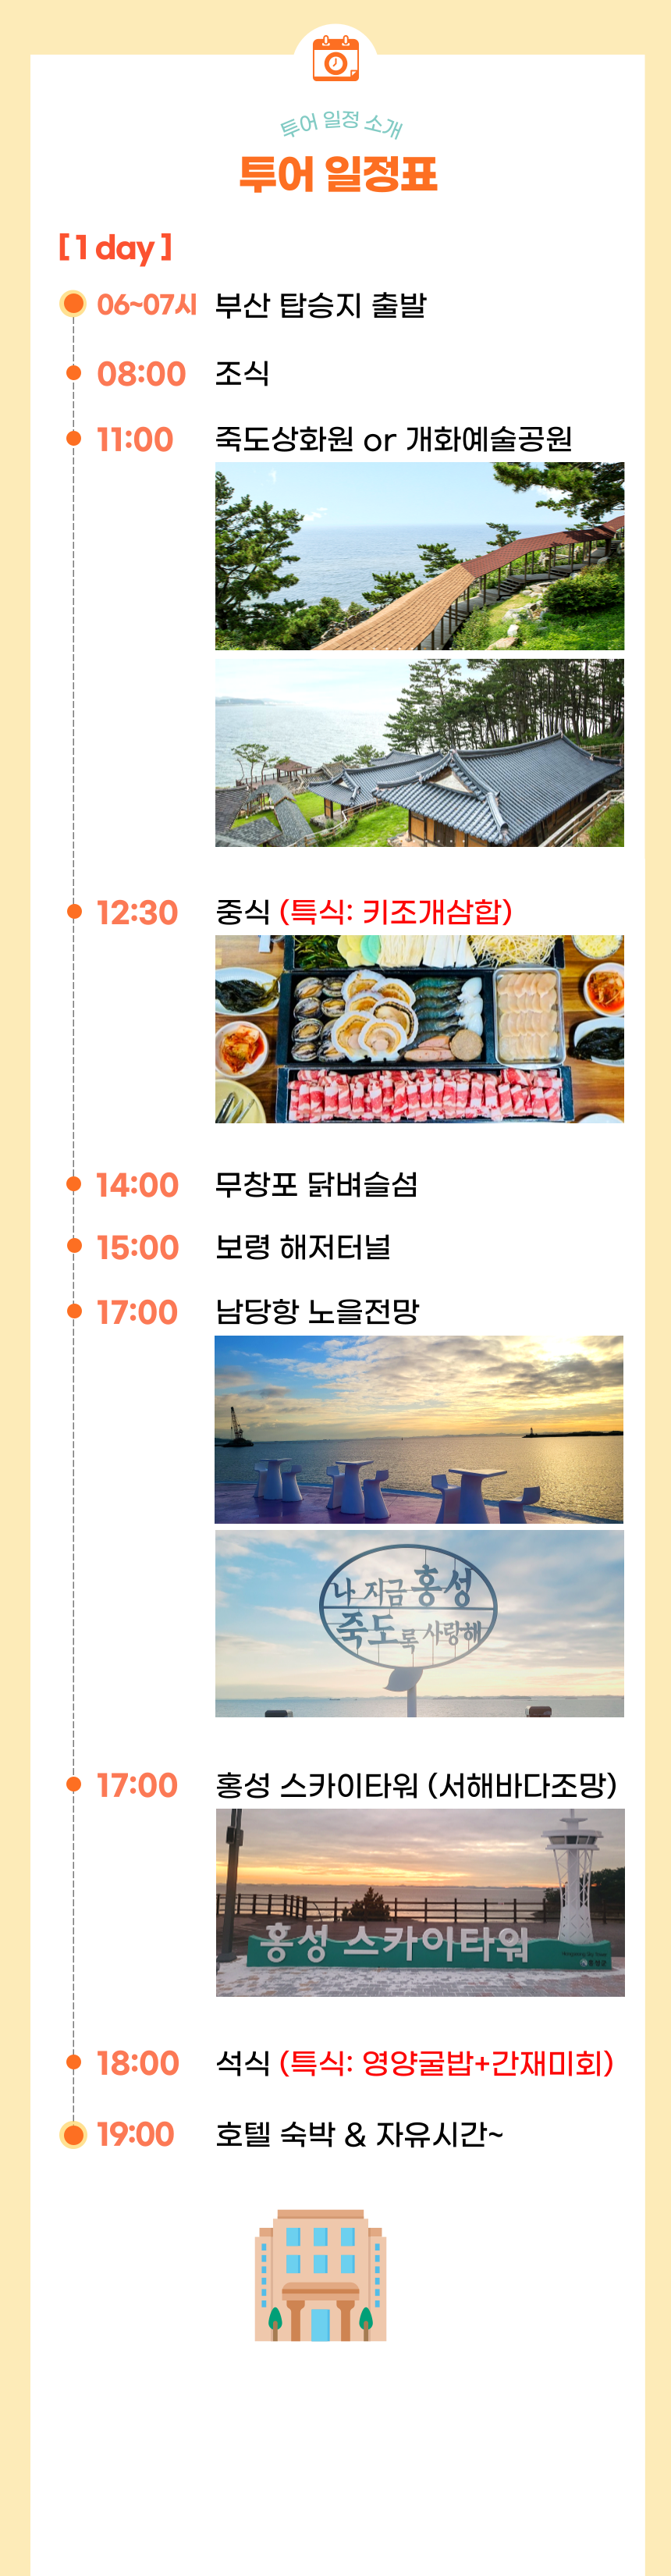 투어 일정 소개
투어 일정표
[ 1 day ]
06~07시 부산 탑승지 출발
08:00 조식
11:00 죽도상화원 or 개화예술공원
12:30 중식 (특식: 키조개삼합)
14:00 무창포 닭벼슬섬
15:00 보령 해저터널
17:00 남당항 노을전망
나 지금 홍성
죽도록 사랑해
17:00 홍성 스카이타워 (서해바다조망)
홍성 스카이타워
18:00 석식 (특식: 영양굴밥+간재미회)
19:00 호텔 숙박 & 자유시간~